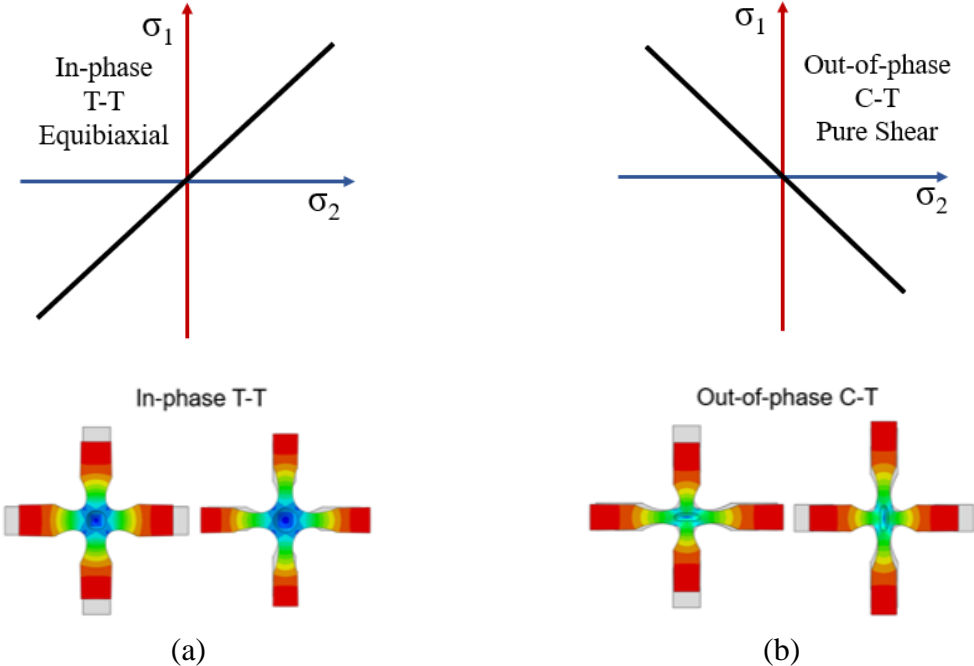 σ1
In-phase
T-T
Equibiaxial
σ2
σ1
Out-of-phase
C-T
Pure Shear
σ2
In-phase T-T
Out-of-phase C-T
(a)
(b)